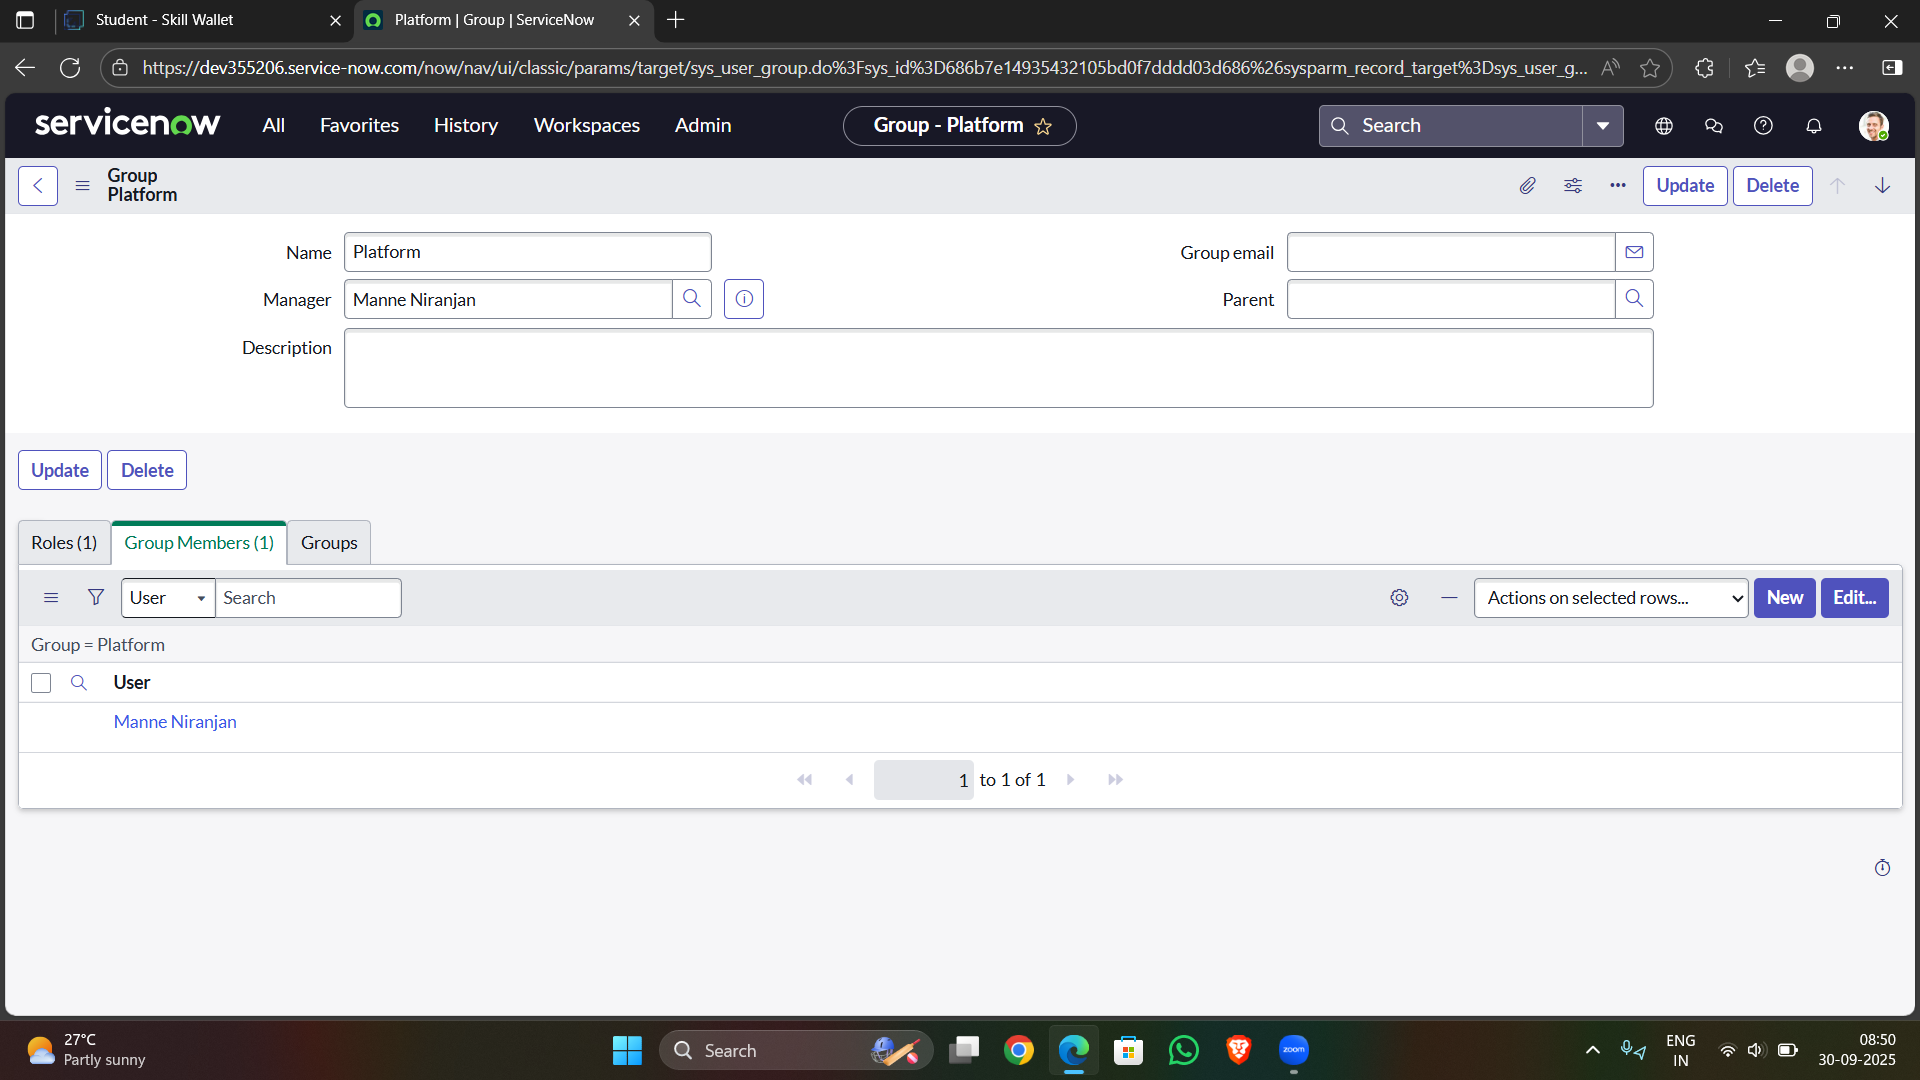 Student - Skill Wallet
Platform | Group | ServiceNow
https://dev355206.service-now.com/now/nav/ui/classic/params/target/sys_user_group.do%3Fsys_id%3D686b7e14935432105bd0f7dddd03d686%26sysparm_record_target%3Dsys_user_g...
servicenow
All
Favorites
History
Workspaces
Admin
Group - Platform
Search
Group
Platform
Update
Delete
Name
Platform
Group email
Manager
Manne Niranjan
Parent
Description
Update
Delete
Roles (1)
Group Members (1)
Groups
User
Search
Actions on selected rows...
New
Edit...
Group = Platform
User
Manne Niranjan
1 to 1 of 1
27°C
Partly sunny
Search
zoom
ENG
IN
08:50
30-09-2025